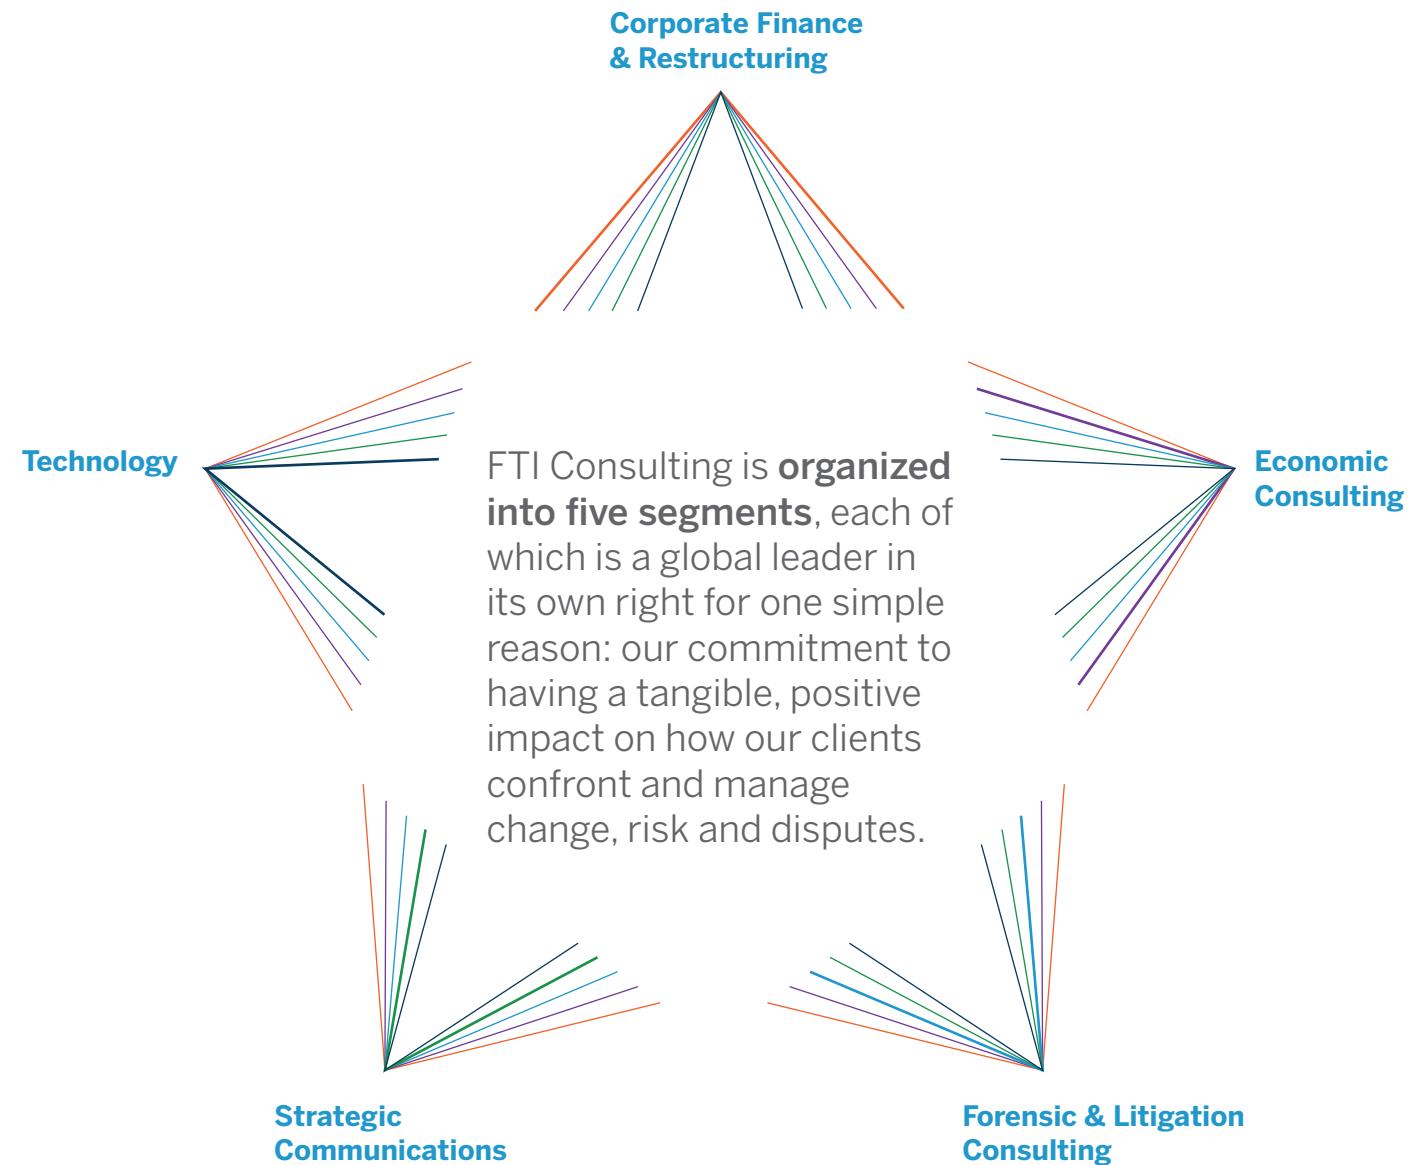 Corporate Finance
& Restructuring
Technology
Economic
Consulting
FTI Consulting is organized
into five segments, each of
which is a global leader in
its own right for one simple
reason: our commitment to
having a tangible, positive
impact on how our clients
confront and manage
change, risk and disputes.
Strategic
Communications
Forensic & Litigation
Consulting